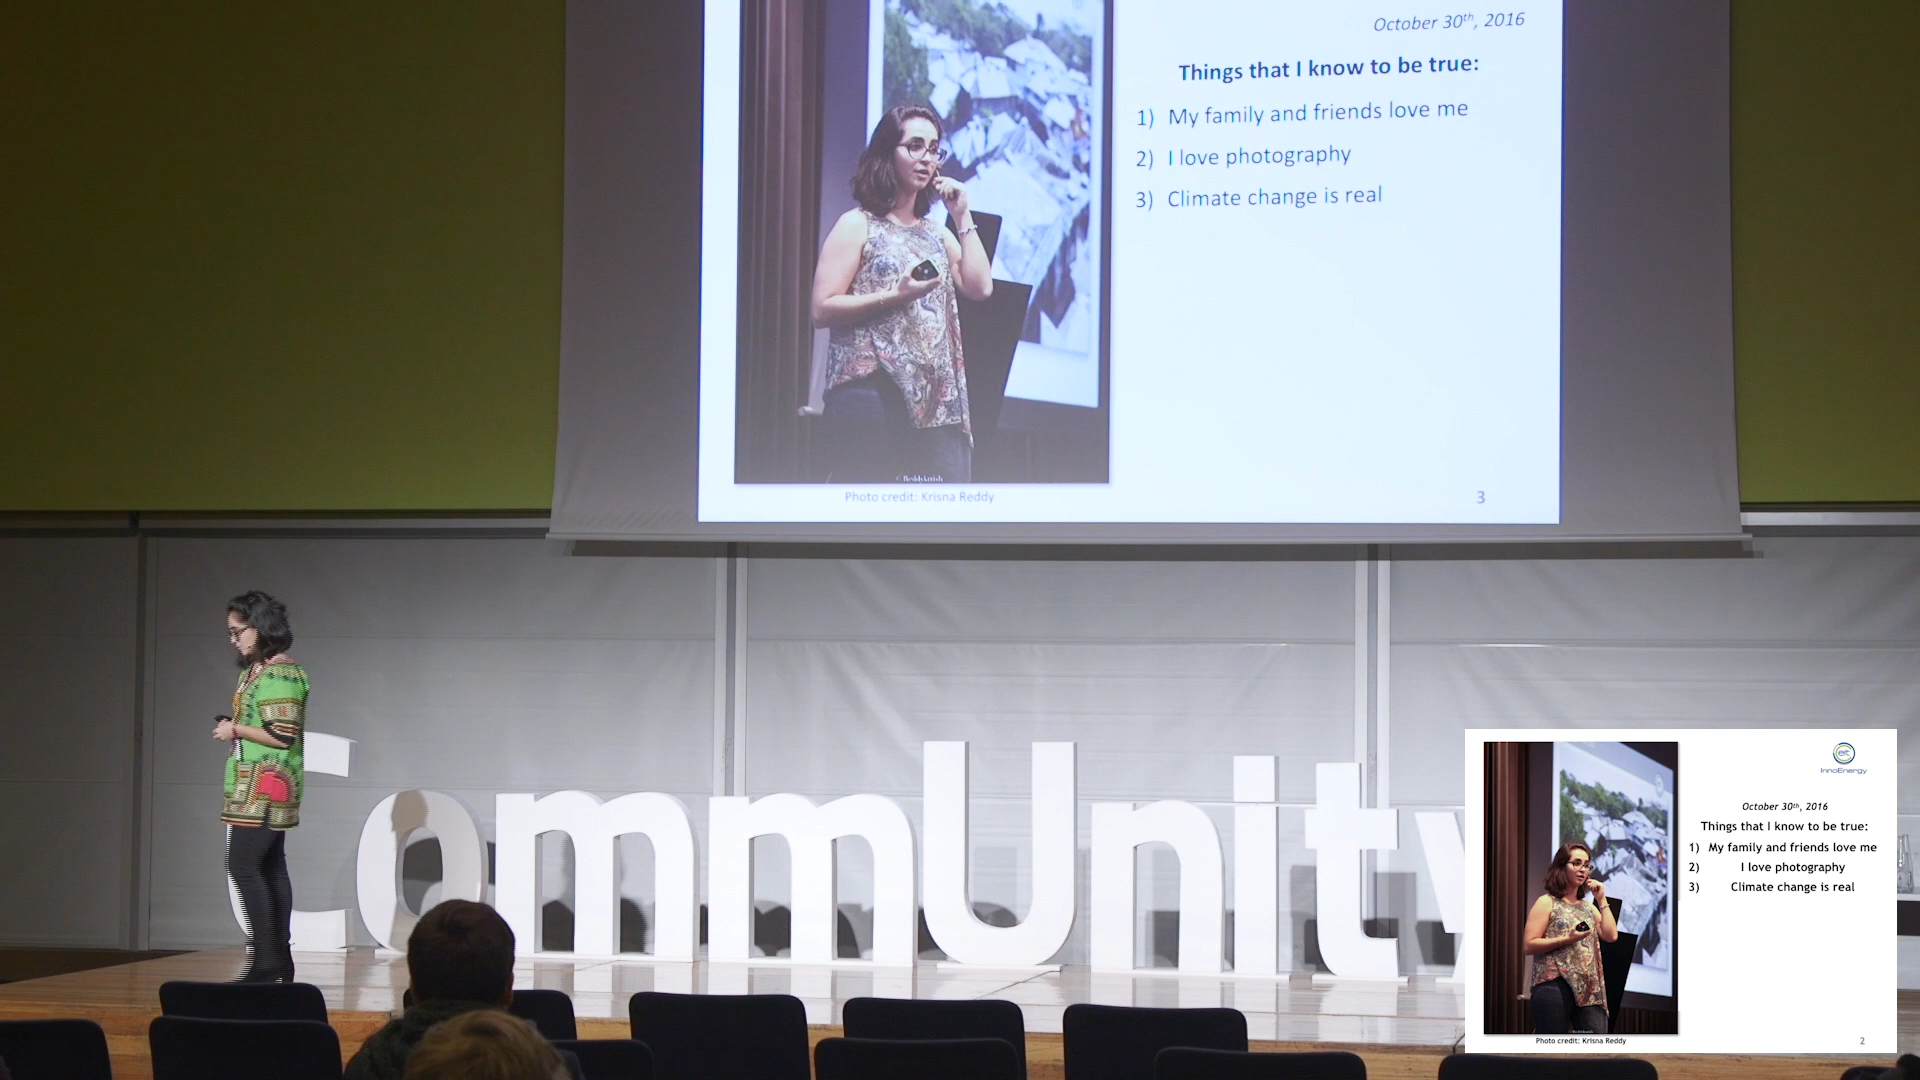 October 30th, 2016
Things that I know to be true:
1) My family and friends love me
2) I love photography
3) Climate change is real
Photo credit: Krisna Reddy
3
CommUnity
InnoEnergy
October 30th, 2016
Things that I know to be true:
1) My family and friends love me
2) I love photography
3) Climate change is real
Photo credit: Krisna Reddy
2